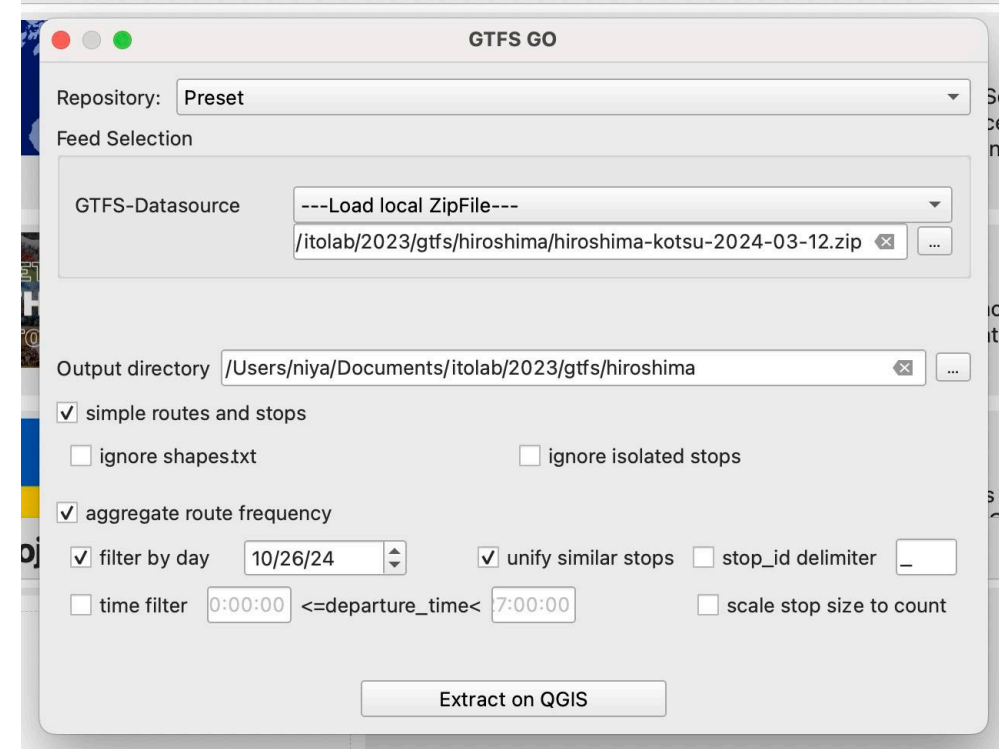 GTFS GO
Repository: Preset
Feed Selection
GTFS-Datasource ---Load local ZipFile---
/itolab/2023/gtfs/hiroshima/hiroshima-kotsu-2024-03-12.zip ...
Output directory /Users/niya/Documents/itolab/2023/gtfs/hiroshima ...
simple routes and stops
ignore shapes.txt ignore isolated stops
aggregate route frequency
filter by day 10/26/24 unify similar stops stop_id delimiter _
time filter 0:00:00 <=departure_time< 7:00:00 scale stop size to count
Extract on QGIS